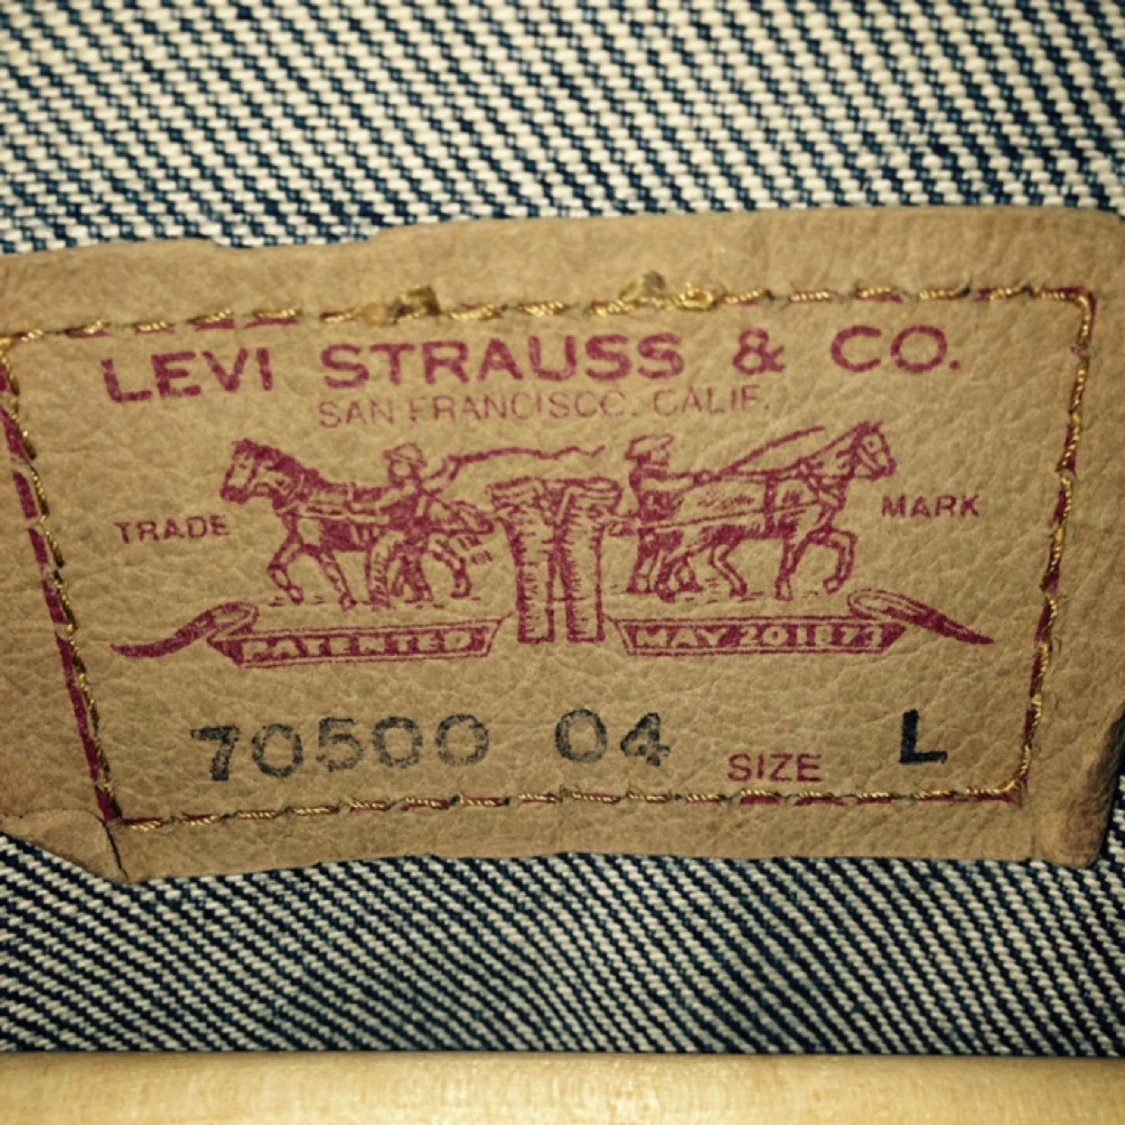 LEVI STRAUSS & CO.
SAN FRANCISCO. CALIF.
TRADE MARK
PATENTED MAY 20 1873
70500 04 SIZE L